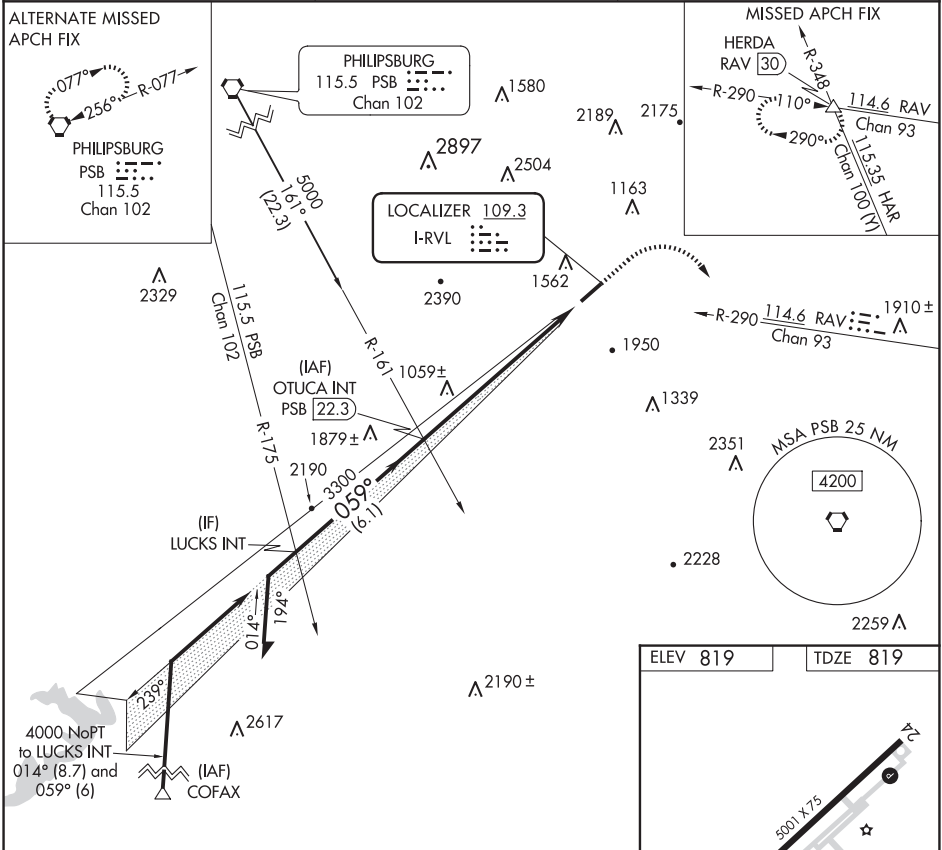 ALTERNATE MISSED
APCH FIX
077°
256°
R-077
PHILIPSBURG
PSB
115.5
Chan 102
PHILIPSBURG
115.5 PSB
Chan 102
MISSED APCH FIX
HERDA
RAV 30
R-348
R-290
110°
290°
114.6 RAV
Chan 93
115.35 HAR
Chan 100 (Y)
1580
2189
2175
2897
2504
1163
5000
161°
(22.3)
LOCALIZER 109.3
I-RVL
1562
2329
2390
115.5 PSB
Chan 102
R-161
R-290 114.6 RAV
Chan 93
1910±
1950
(IAF)
OTUCA INT
PSB 22.3
1059±
1339
1879±
R-175
2190
3300
059°
(6.1)
2351
MSA PSB 25 NM
4200
(IF)
LUCKS INT
2228
014°
194°
2259
239°
2190±
2617
4000 NoPT
to LUCKS INT
014° (8.7) and
059° (6)
(IAF)
COFAX
ELEV 819
TDZE 819
24
P
5001 X 75